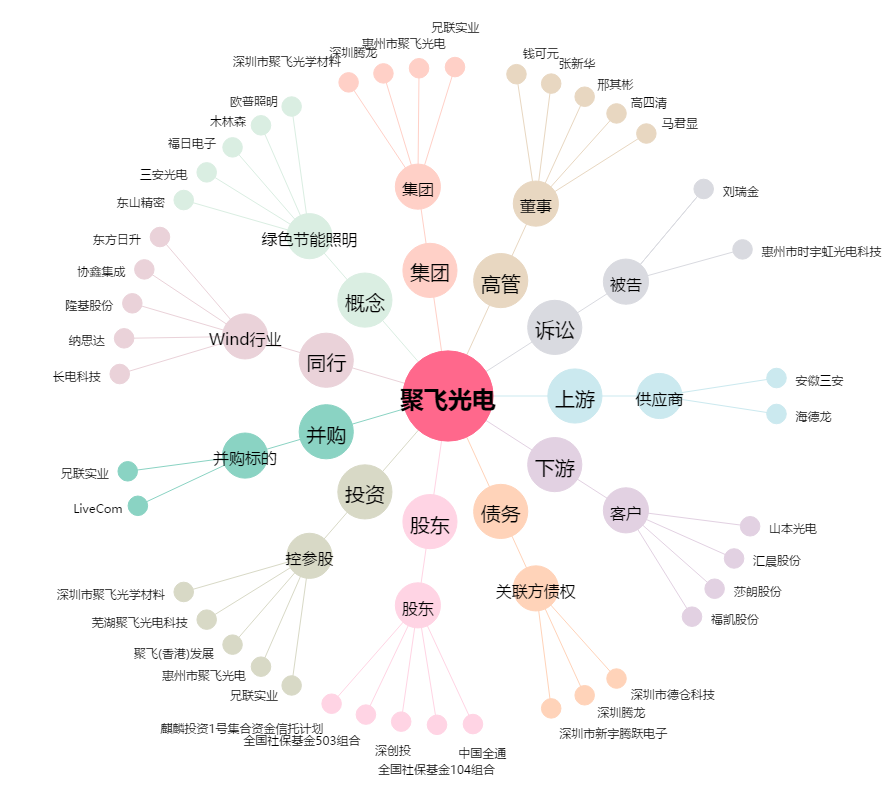 兄联实业
惠州市聚飞光电
深圳腾龙
深圳市聚飞光学材料
钱可元
张新华
邢其彬
高四清
马君显
欧普照明
木林森
福日电子
三安光电
东山精密
集团
董事
刘瑞金
惠州市时宇虹光电科技
绿色节能照明
东方日升
协鑫集成
隆基股份
纳思达
长电科技
集团
高管
被告
概念
诉讼
Wind行业
同行
聚飞光电
上游
供应商
安徽三安
海德龙
并购
并购标的
兄联实业
LiveCom
下游
客户
山本光电
汇晨股份
莎朗股份
福凯股份
投资
股东
债务
控参股
深圳市聚飞光学材料
芜湖聚飞光电科技
聚飞(香港)发展
惠州市聚飞光电
兄联实业
股东
关联方债权
深圳市德仓科技
深圳腾龙
深圳市新宇腾跃电子
麒麟投资1号集合资金信托计划
全国社保基金503组合
深创投
全国社保基金104组合
中国全通